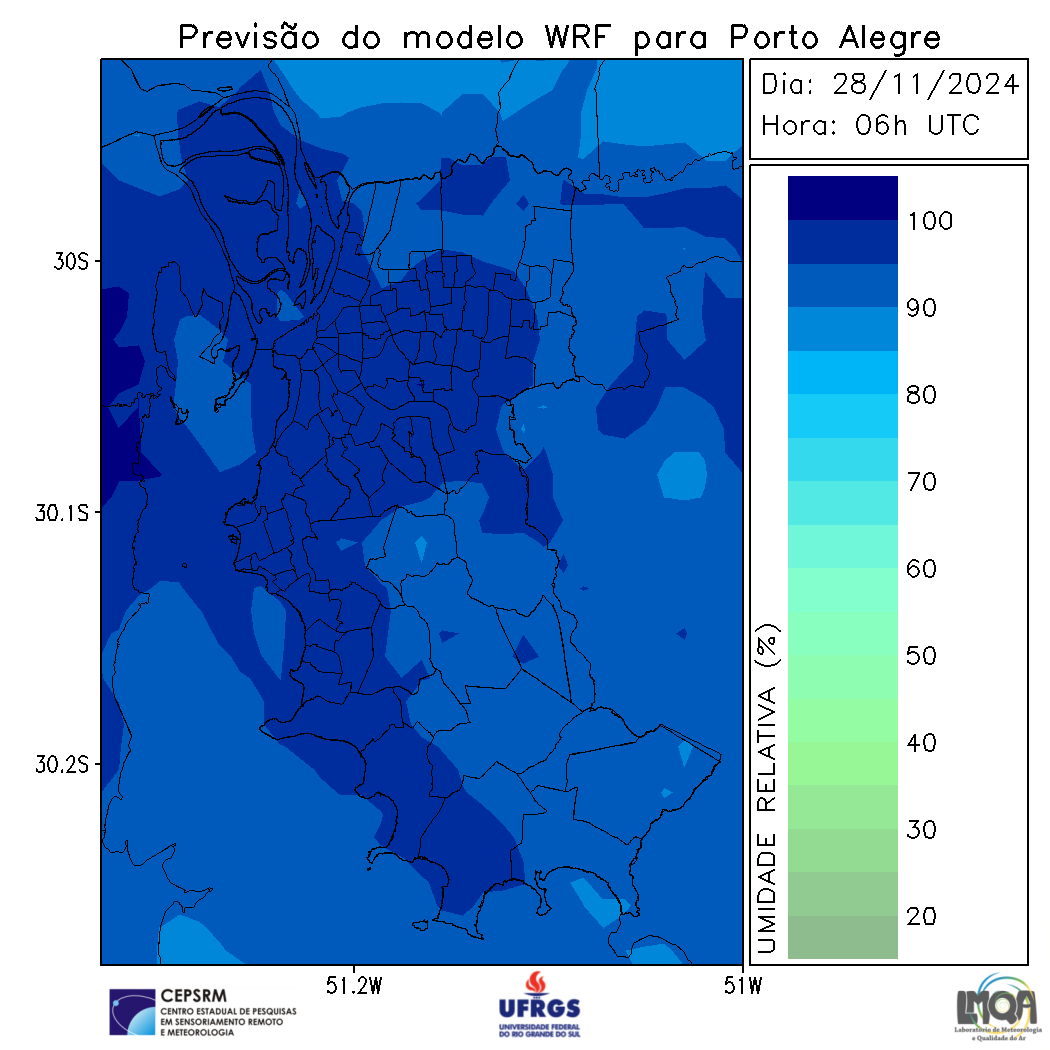 Previsão do modelo WRF para Porto Alegre
Dia: 28/11/2024
Hora: 06h UTC
30S
30.1S
30.2S
51.2W
51W
UMIDADE RELATIVA (%)
100
90
80
70
60
50
40
30
20
CEPSRM
CENTRO ESTADUAL DE PESQUISAS
EM SENSORIAMENTO REMOTO
E METEOROLOGIA
UFRGS
UNIVERSIDADE FEDERAL
DO RIO GRANDE DO SUL
LMQA
Laboratório de Meteorologia
e Qualidade do Ar